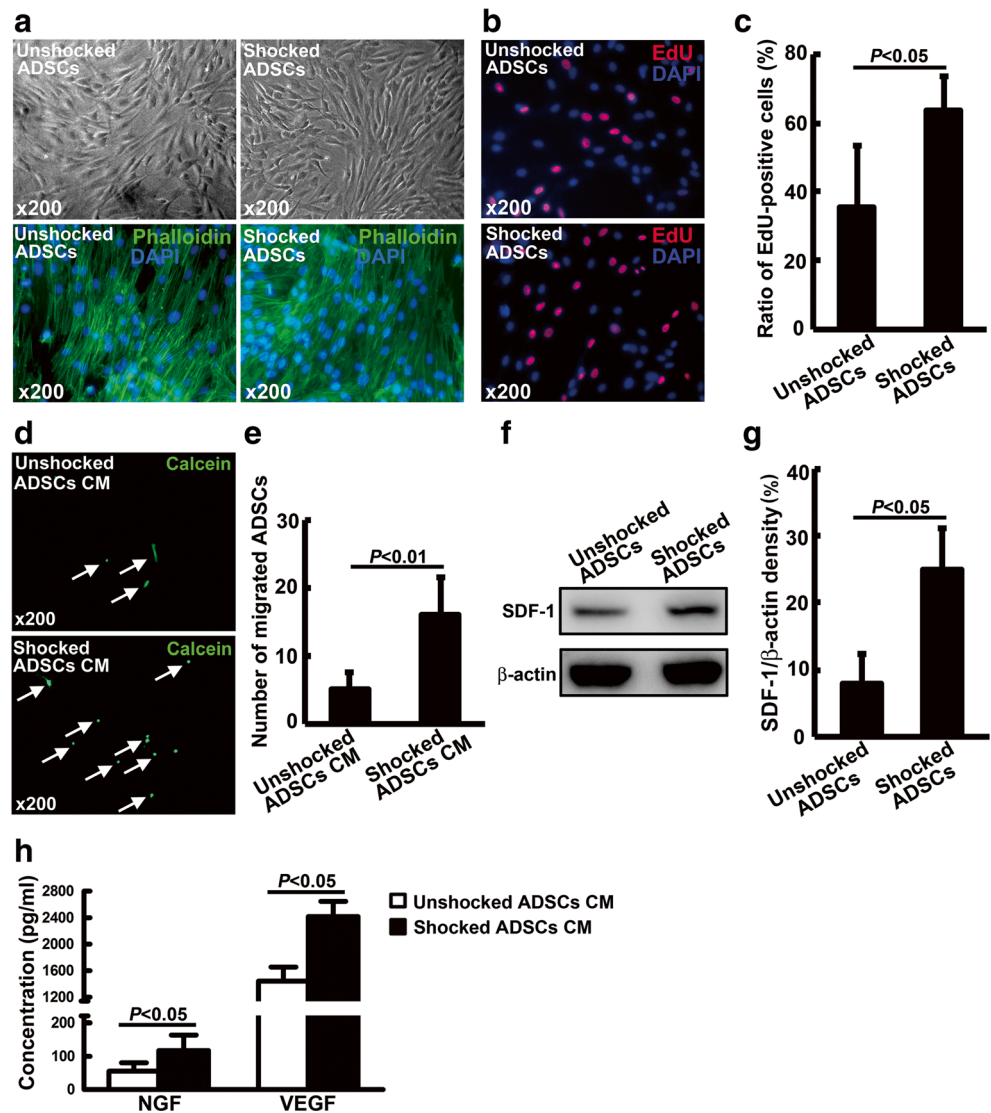 a
Unshocked
ADSCs
x200
Shocked
ADSCs
x200
Unshocked
ADSCs
Phalloidin
DAPI
x200
Shocked
ADSCs
Phalloidin
DAPI
x200
b
Unshocked
ADSCs
EdU
DAPI
x200
Shocked
ADSCs
EdU
DAPI
x200
c
Ratio of EdU-positive cells (%)
80
60
40
20
0
P<0.05
Unshocked
ADSCs
Shocked
ADSCs
d
Unshocked
ADSCs CM
Calcein
x200
Shocked
ADSCs CM
Calcein
x200
e
Number of migrated ADSCs
30
20
10
0
P<0.01
Unshocked
ADSCs CM
Shocked
ADSCs CM
f
Unshocked
ADSCs
Shocked
ADSCs
SDF-1
β-actin
g
SDF-1/β-actin density (%)
40
30
20
10
0
P<0.05
Unshocked
ADSCs
Shocked
ADSCs
h
Concentration (pg/ml)
2800
2400
2000
1600
1200
200
100
0
P<0.05
P<0.05
NGF
VEGF
Unshocked ADSCs CM
Shocked ADSCs CM